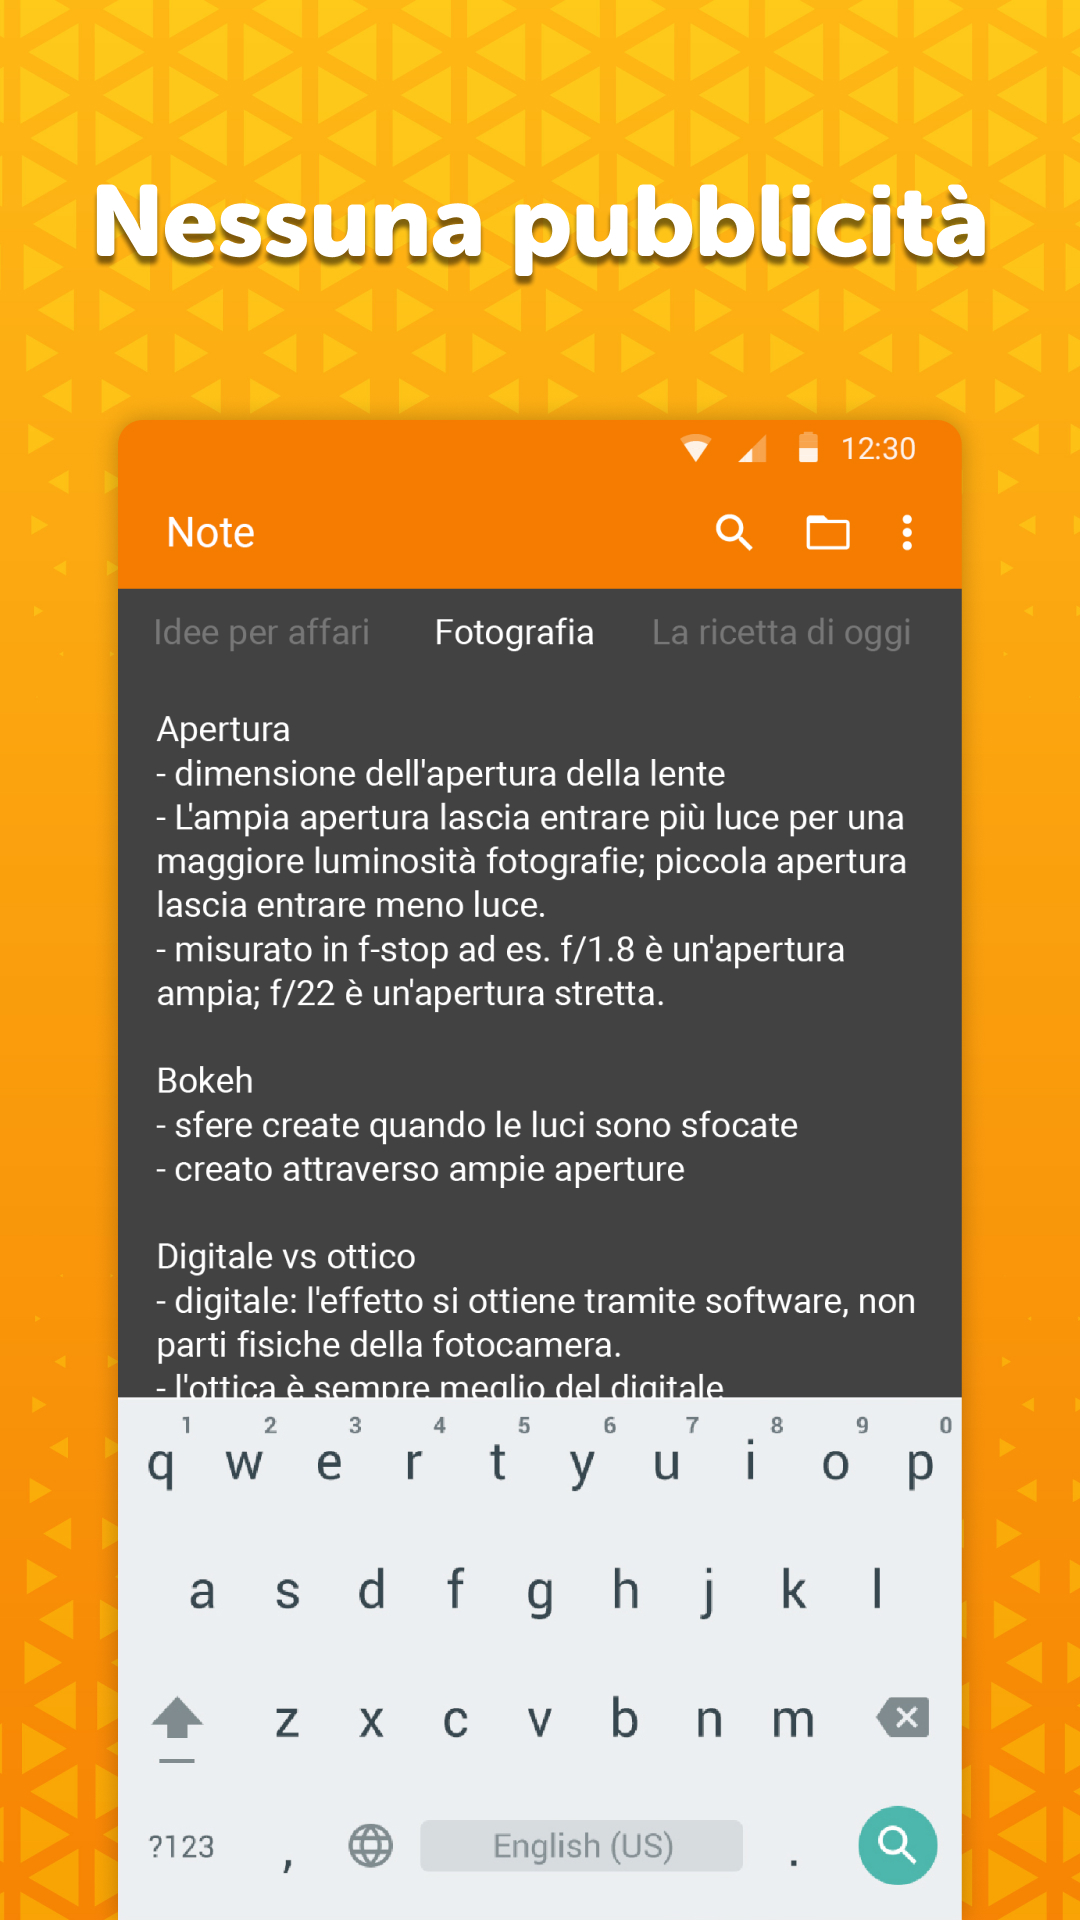 Nessuna pubblicità
12:30
Note
Idee per affari Fotografia La ricetta di oggi
Apertura
- dimensione dell'apertura della lente
- L'ampia apertura lascia entrare più luce per una
maggiore luminosità fotografie; piccola apertura
lascia entrare meno luce.
- misurato in f-stop ad es. f/1.8 è un'apertura
ampia; f/22 è un'apertura stretta.
Bokeh
- sfere create quando le luci sono sfocate
- creato attraverso ampie aperture
Digitale vs ottico
- digitale: l'effetto si ottiene tramite software, non
parti fisiche della fotocamera.
- l'ottica è sempre meglio del digitale
1 2 3 4 5 6 7 8 9 0
q w e r t y u i o p
a s d f g h j k l
z x c v b n m
?123 , English (US) .